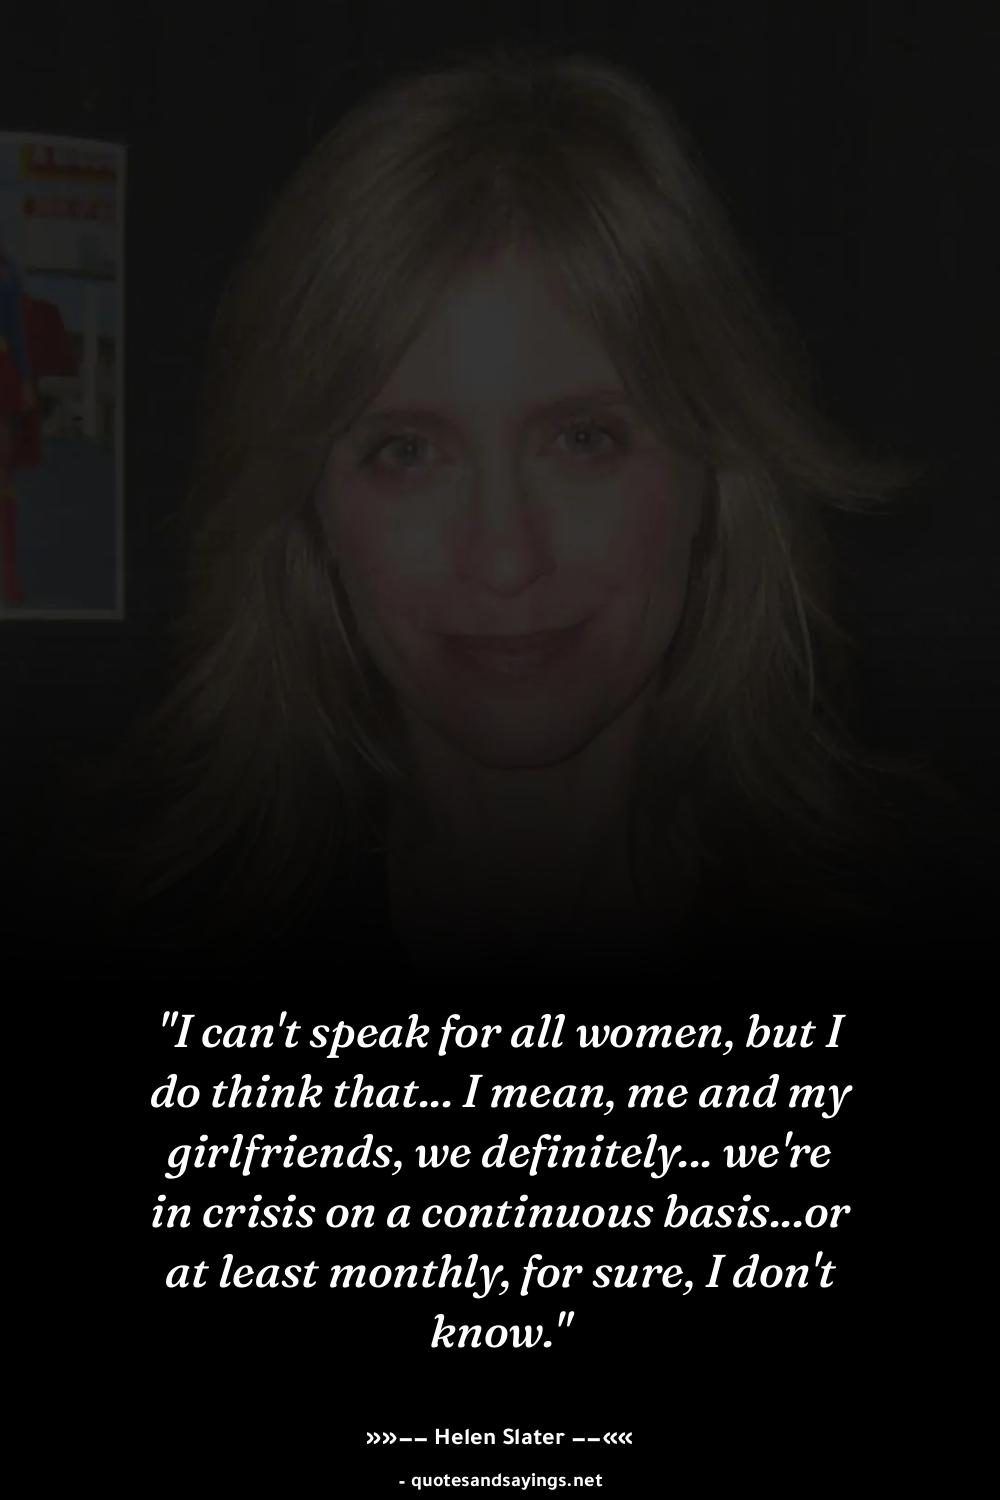 "I can't speak for all women, but I
do think that... I mean, me and my
girlfriends, we definitely... we're
in crisis on a continuous basis...or
at least monthly, for sure, I don't
know."
»»–– Helen Slater ––««
- quotesandsayings.net